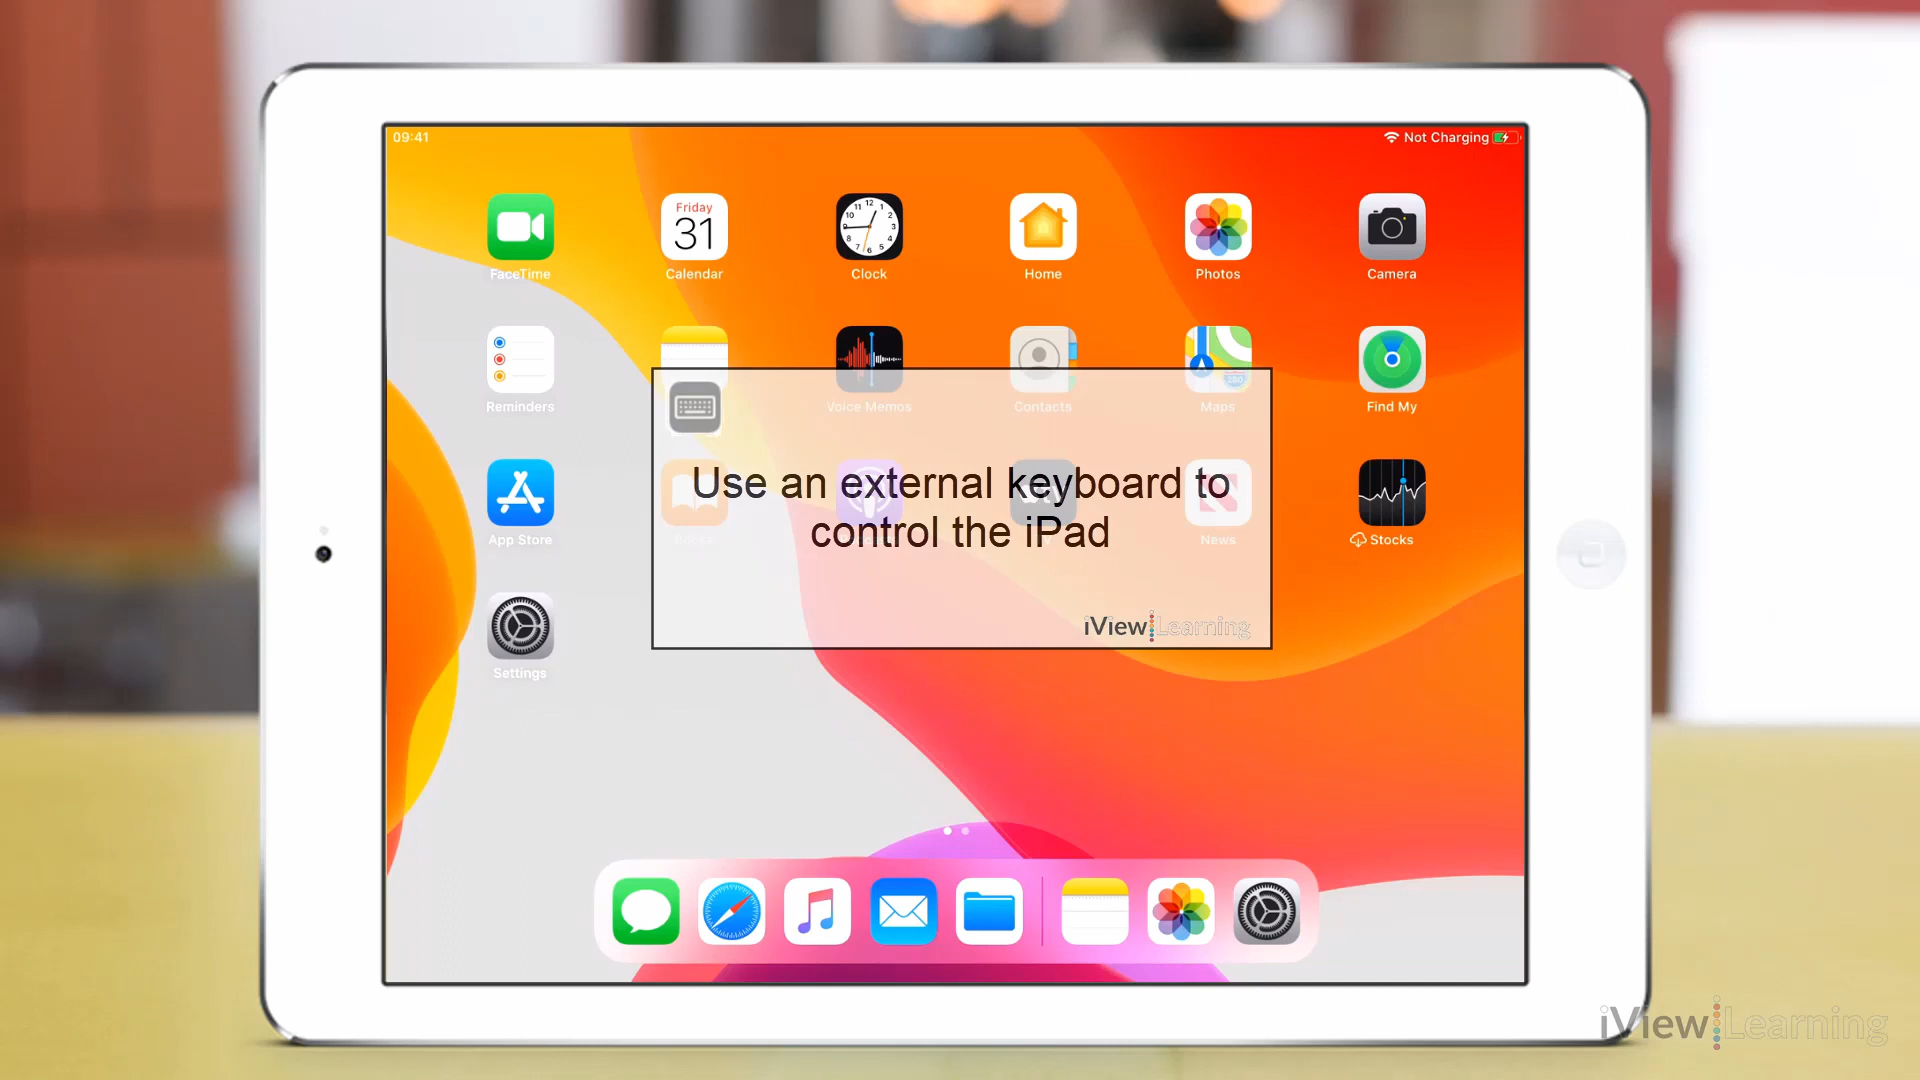 09:41
Not Charging
Friday
31
FaceTime
Calendar
Clock
Home
Photos
Camera
Reminders
Voice Memos
Contacts
Maps
Find My
Use an external keyboard to
control the iPad
App Store
Books
News
Stocks
iView Learning
Settings
iView Learning